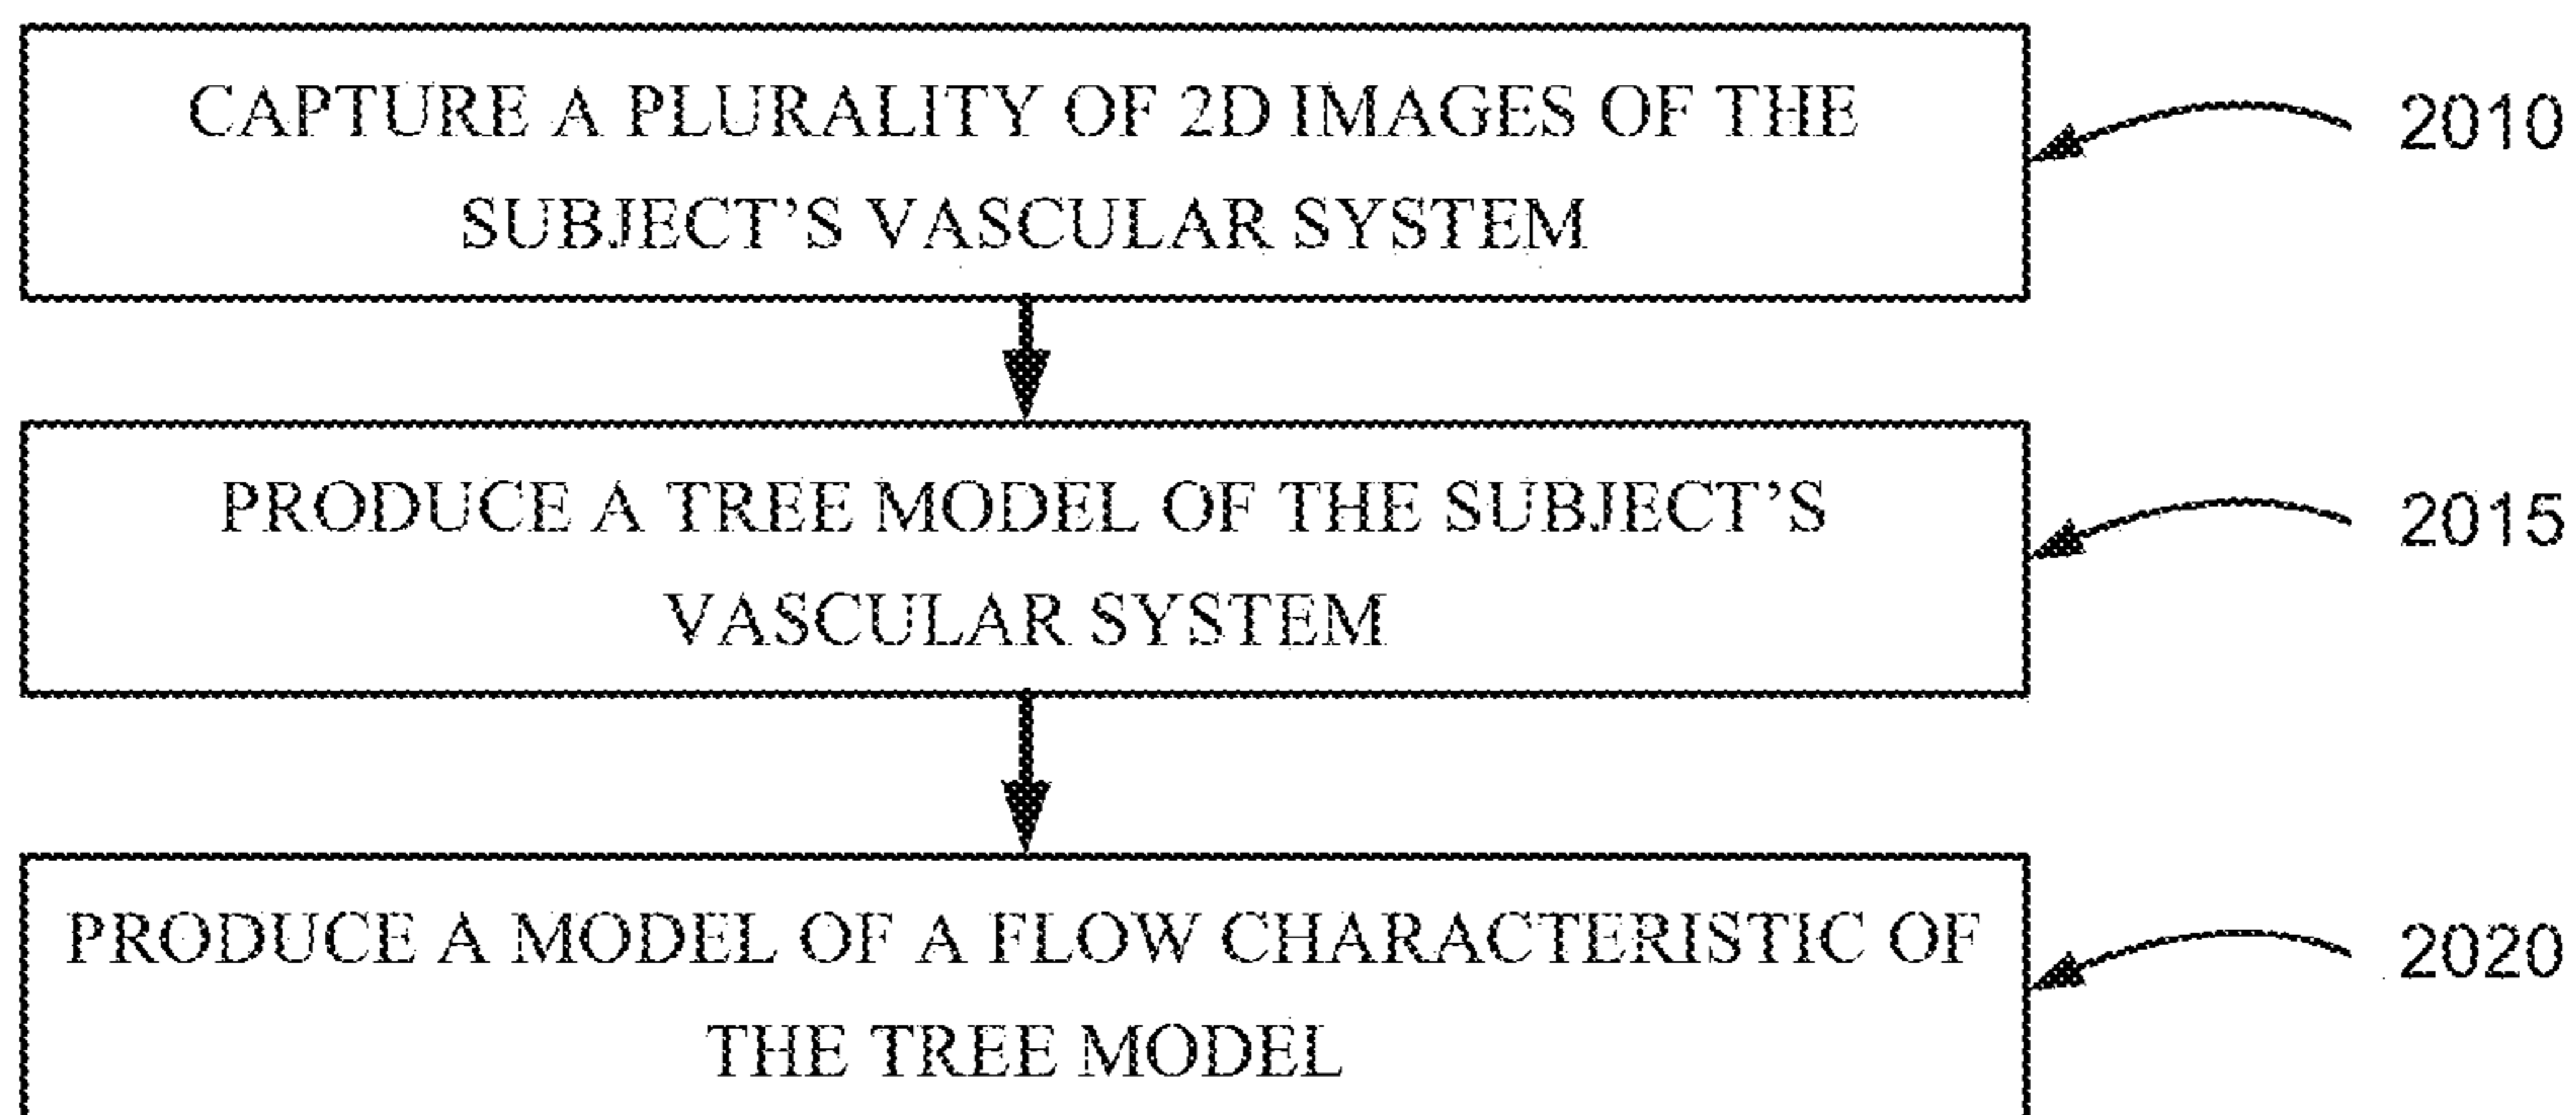 CAPTURE A PLURALITY OF 2D IMAGES OF THE
SUBJECT’S VASCULAR SYSTEM
2010
PRODUCE A TREE MODEL OF THE SUBJECT’S
VASCULAR SYSTEM
2015
PRODUCE A MODEL OF A FLOW CHARACTERISTIC OF
THE TREE MODEL
2020